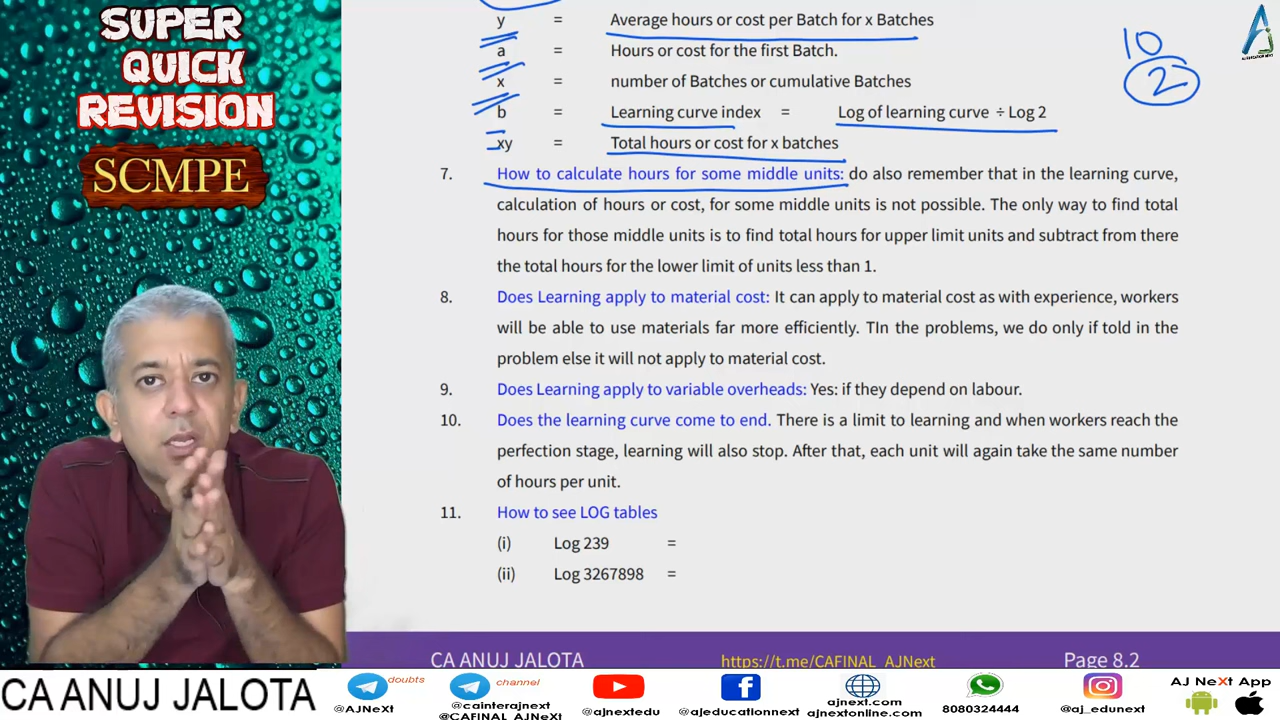 SUPER
QUICK
REVISION
SCMPE
y = Average hours or cost per Batch for x Batches
a = Hours or cost for the first Batch.
x = number of Batches or cumulative Batches
b = Learning curve index = Log of learning curve ÷ Log 2
xy = Total hours or cost for x batches
10
2
7. How to calculate hours for some middle units: do also remember that in the learning curve,
calculation of hours or cost, for some middle units is not possible. The only way to find total
hours for those middle units is to find total hours for upper limit units and subtract from there
the total hours for the lower limit of units less than 1.
8. Does Learning apply to material cost: It can apply to material cost as with experience, workers
will be able to use materials far more efficiently. TIn the problems, we do only if told in the
problem else it will not apply to material cost.
9. Does Learning apply to variable overheads: Yes: if they depend on labour.
10. Does the learning curve come to end. There is a limit to learning and when workers reach the
perfection stage, learning will also stop. After that, each unit will again take the same number
of hours per unit.
11. How to see LOG tables
(i) Log 239 =
(ii) Log 3267898 =
CA ANUJ JALOTA https://t.me/CAFINAL_AJNext Page 8.2
CA ANUJ JALOTA
doubts
@AJNeXt
channel
@cainterajnext
@CAFINAL_AJNeXt
@ajnextedu
@ajeducationnext
ajnext.com
ajnextonline.com
8080324444
@aj_edunext
AJ NeXt App